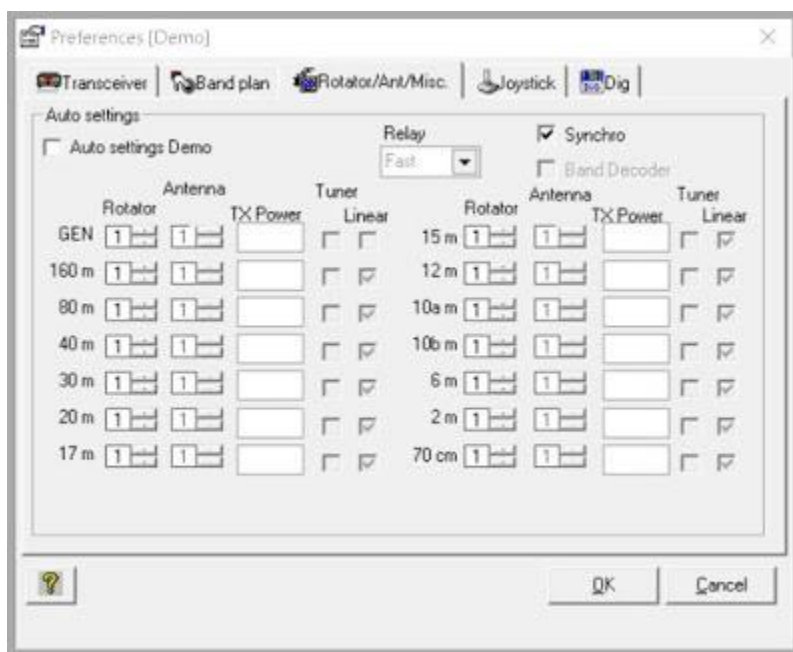 Preferences [Demo]
Transceiver Band plan Rotator/Ant/Misc. Joystick Dig
Auto settings
Auto settings Demo
Relay
Fast
Synchro
Band Decoder
Rotator Antenna TX Power Tuner Linear Rotator Antenna TX Power Tuner Linear
GEN 1 1 15 m 1 1
160 m 1 1 12 m 1 1
80 m 1 1 10a m 1 1
40 m 1 1 10b m 1 1
30 m 1 1 6 m 1 1
20 m 1 1 2 m 1 1
17 m 1 1 70 cm 1 1
? OK Cancel